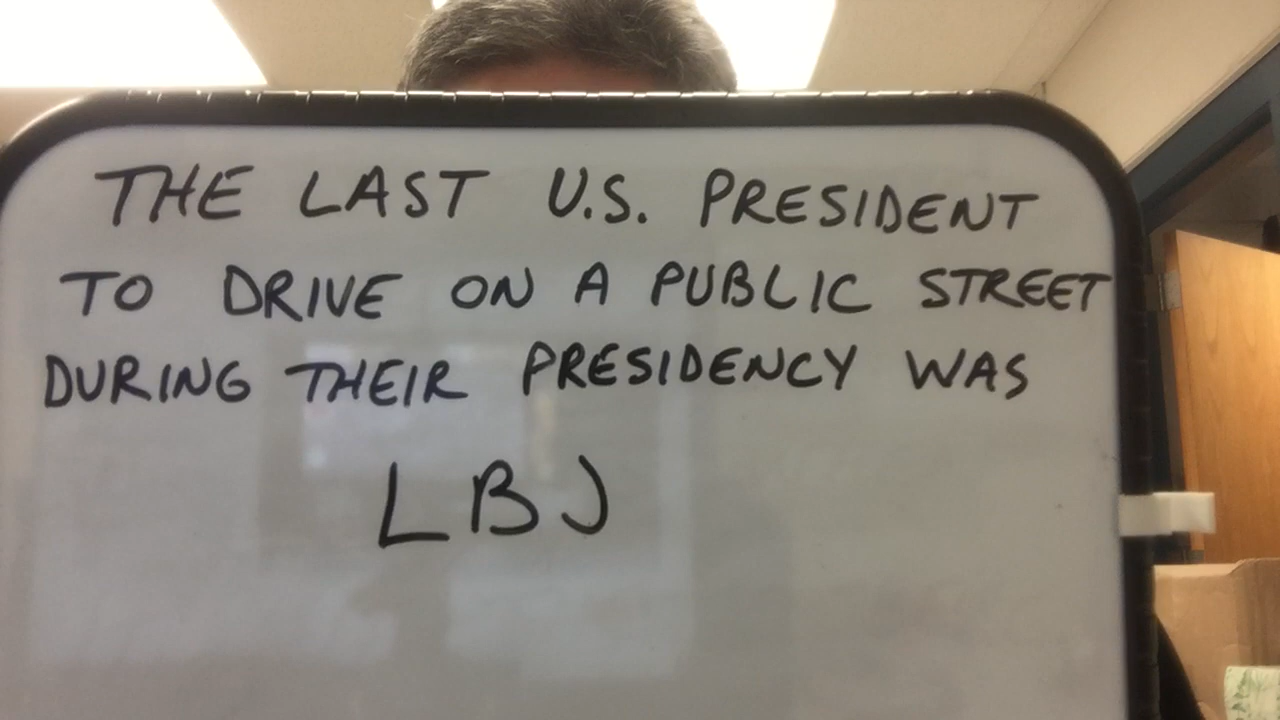 THE LAST U.S. PRESIDENT
TO DRIVE ON A PUBLIC STREET
DURING THEIR PRESIDENCY WAS
LBJ